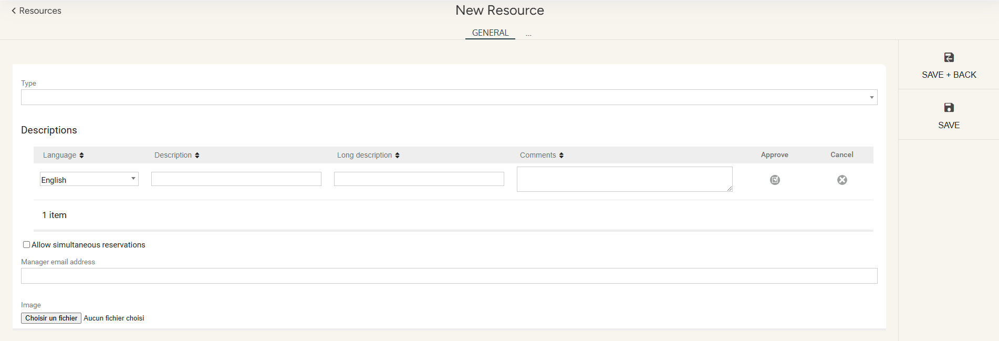 Resources
New Resource
GENERAL ...
SAVE + BACK
SAVE
Type
Descriptions
Language Description Long description Comments Approve Cancel
English
1 item
Allow simultaneous reservations
Manager email address
Image
Choisir un fichier Aucun fichier choisi